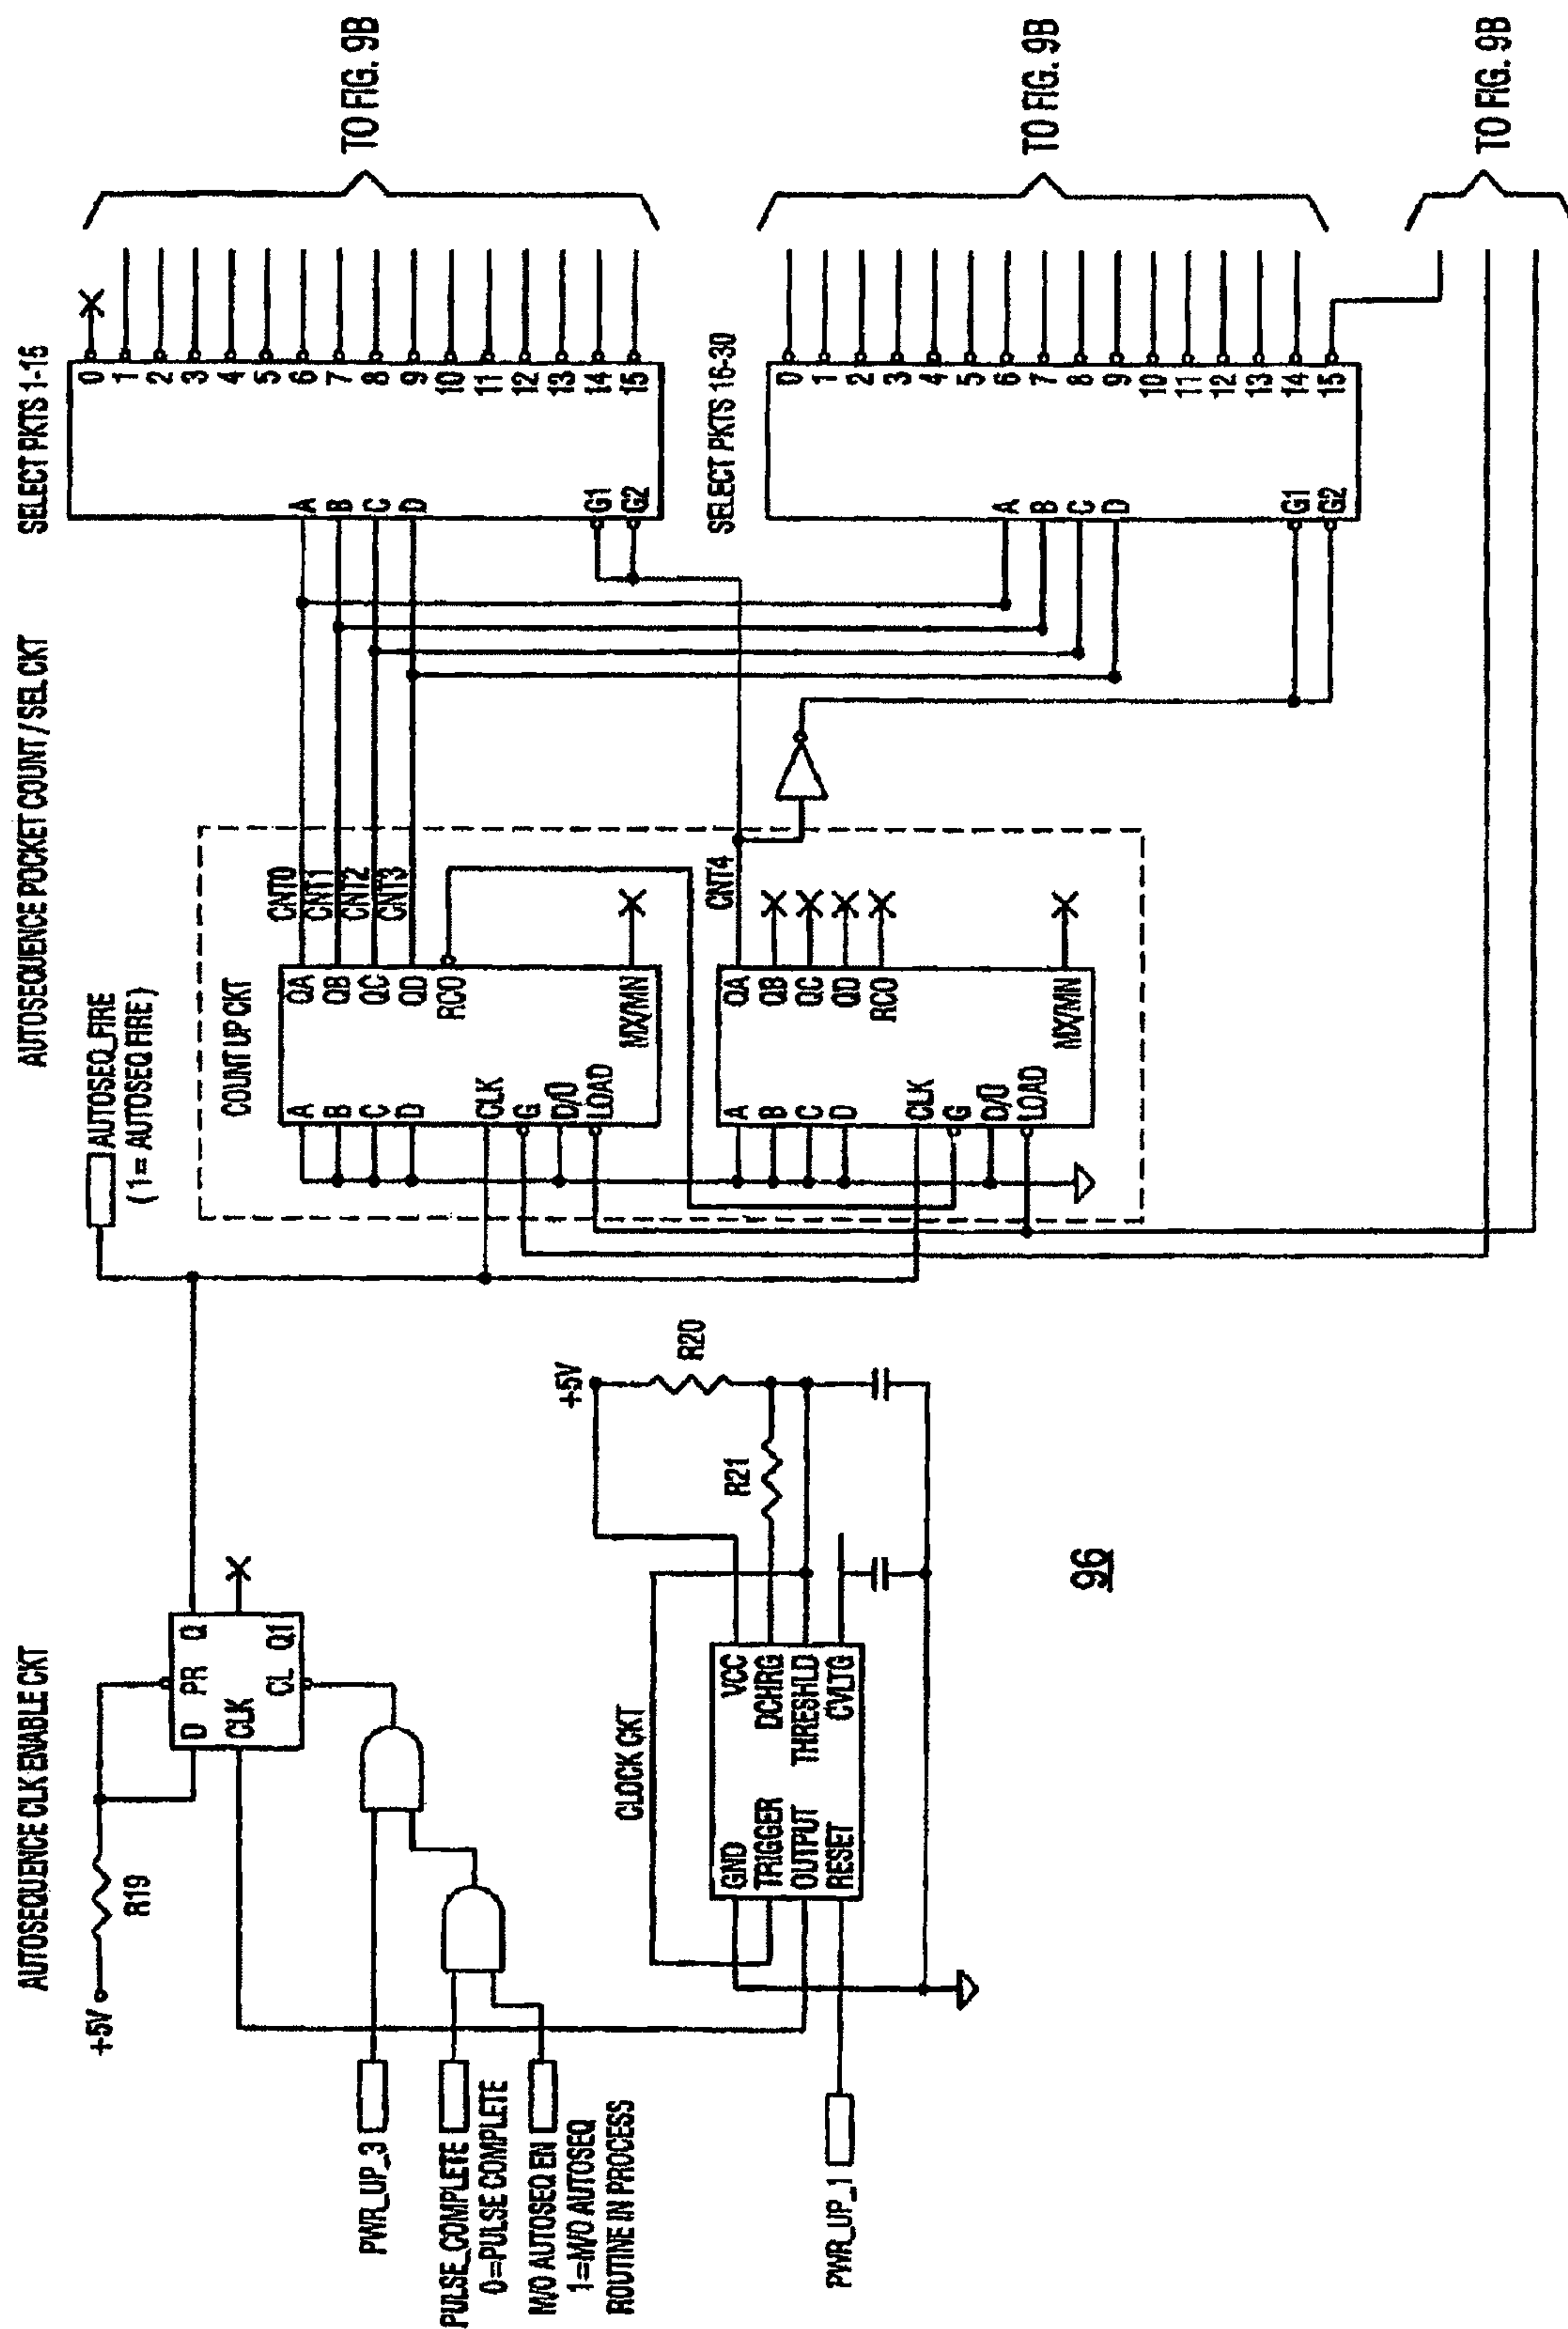 AUTOSEQUENCE CLK ENABLE CKT
+5V
R19
D PR Q
CLK
CL Q1
PWR_UP_3
PULSE_COMPLETE
0=PULSE COMPLETE
M/O AUTOSEQ EN
1=M/O AUTOSEQ
ROUTINE IN PROCESS
CLOCK CKT
GND VCC
TRIGGER DCHRG
OUTPUT THRESHLD
RESET CVLTG
PWR_UP_1
+5V
R20
R21
96
AUTOSEQUENCE POCKET COUNT / SEL CKT
AUTOSEQ_FIRE
(1= AUTOSEQ FIRE)
COUNT UP CKT
A QA
B QB
C QC
D QD
RCO
CLK
G
D/U
LOAD MX/MN
CNT0
CNT1
CNT2
CNT3
A QA
B QB
C QC
D QD
RCO
CLK
G
D/U
LOAD MX/MN
CNT4
SELECT PKTS 1-15
0
1
2
3
4
5
A 6
B 7
C 8
D 9
10
11
12
13
G1 14
G2 15
TO FIG. 9B
SELECT PKTS 16-30
0
1
2
3
4
5
A 6
B 7
C 8
D 9
10
11
12
13
G1 14
G2 15
TO FIG. 9B
TO FIG. 9B